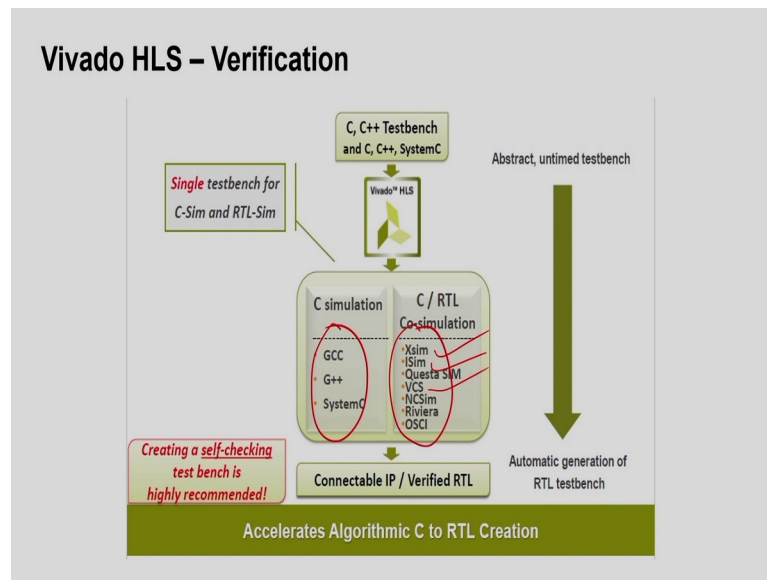 Vivado HLS – Verification
C, C++ Testbench
and C, C++, SystemC
Abstract, untimed testbench
Single testbench for
C-Sim and RTL-Sim
Vivado™ HLS
C simulation
GCC
G++
SystemC
C / RTL
Co-simulation
Xsim
ISim
Questa SIM
VCS
NCSim
Riviera
OSCI
Creating a self-checking
test bench is
highly recommended!
Connectable IP / Verified RTL
Automatic generation of
RTL testbench
Accelerates Algorithmic C to RTL Creation